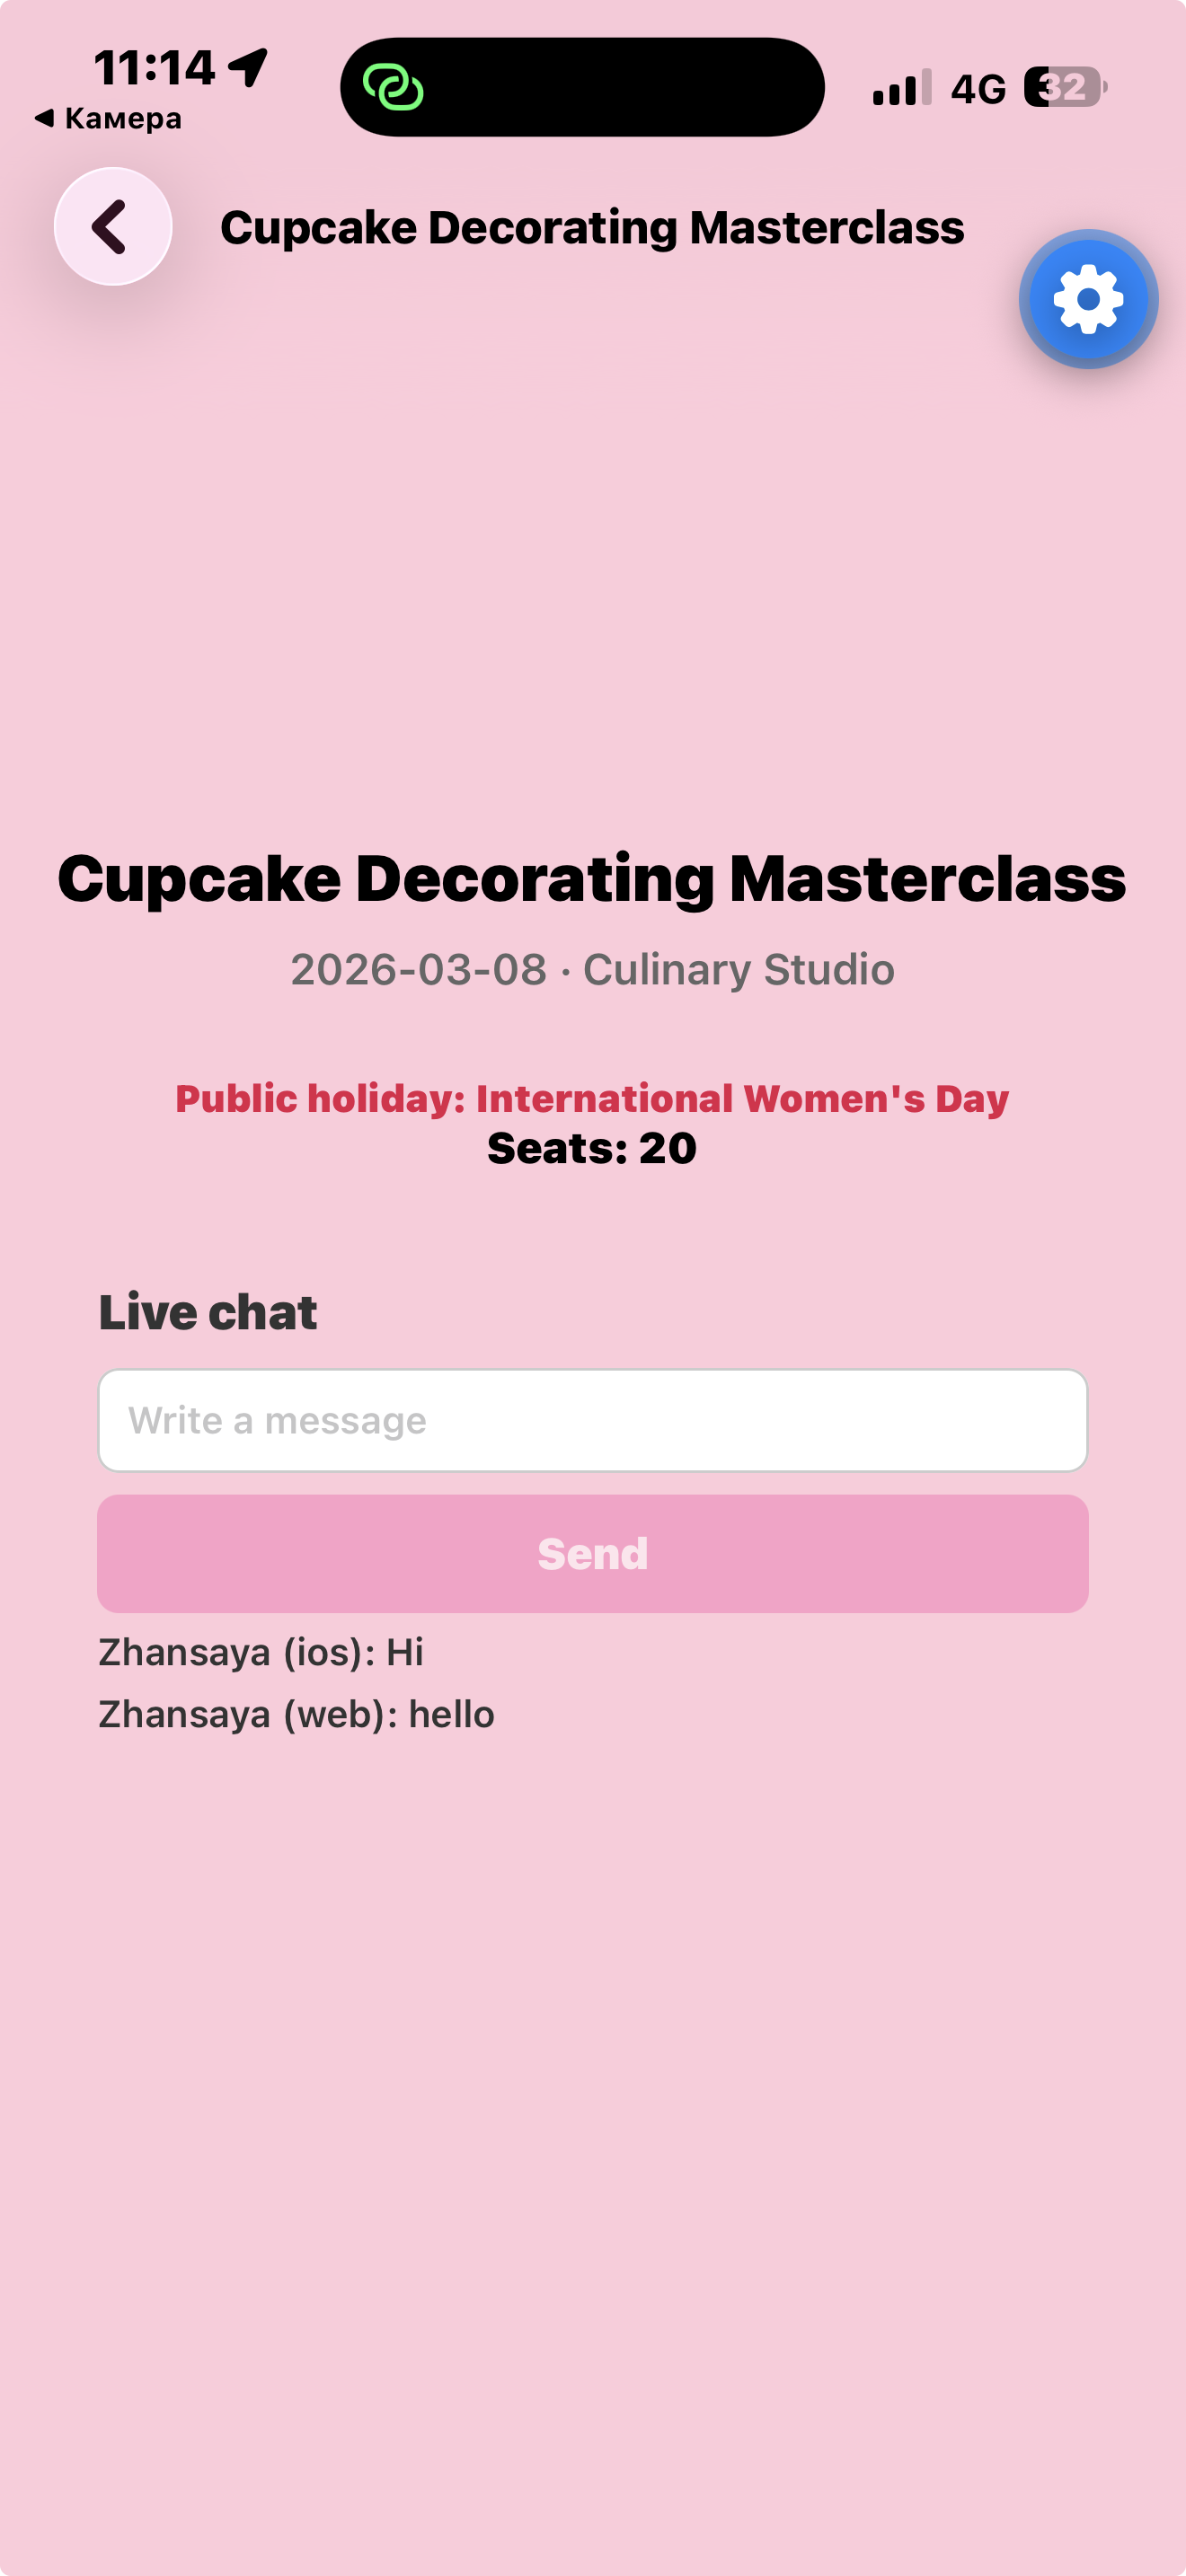 11:14
4G 32
Камера
Cupcake Decorating Masterclass
Cupcake Decorating Masterclass
2026-03-08 · Culinary Studio
Public holiday: International Women's Day
Seats: 20
Live chat
Write a message
Send
Zhansaya (ios): Hi
Zhansaya (web): hello